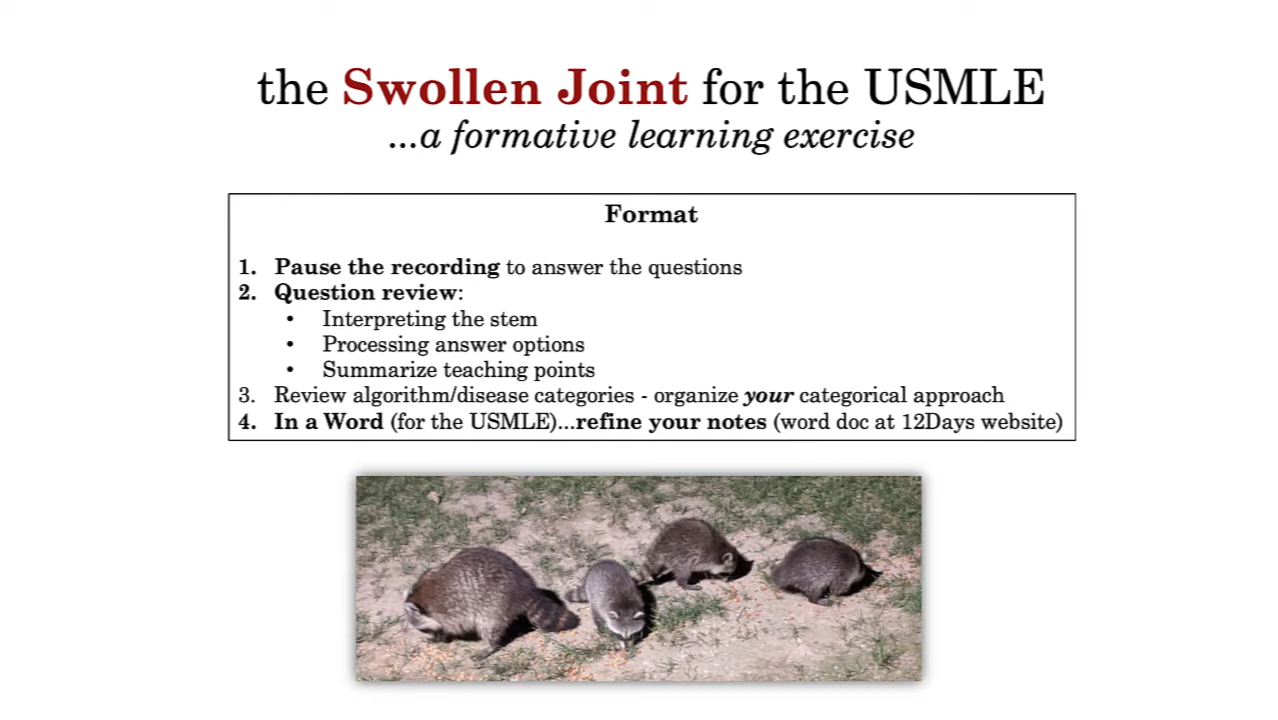 the Swollen Joint for the USMLE
...a formative learning exercise
Format
1. Pause the recording to answer the questions
2. Question review:
• Interpreting the stem
• Processing answer options
• Summarize teaching points
3. Review algorithm/disease categories - organize your categorical approach
4. In a Word (for the USMLE)...refine your notes (word doc at 12Days website)